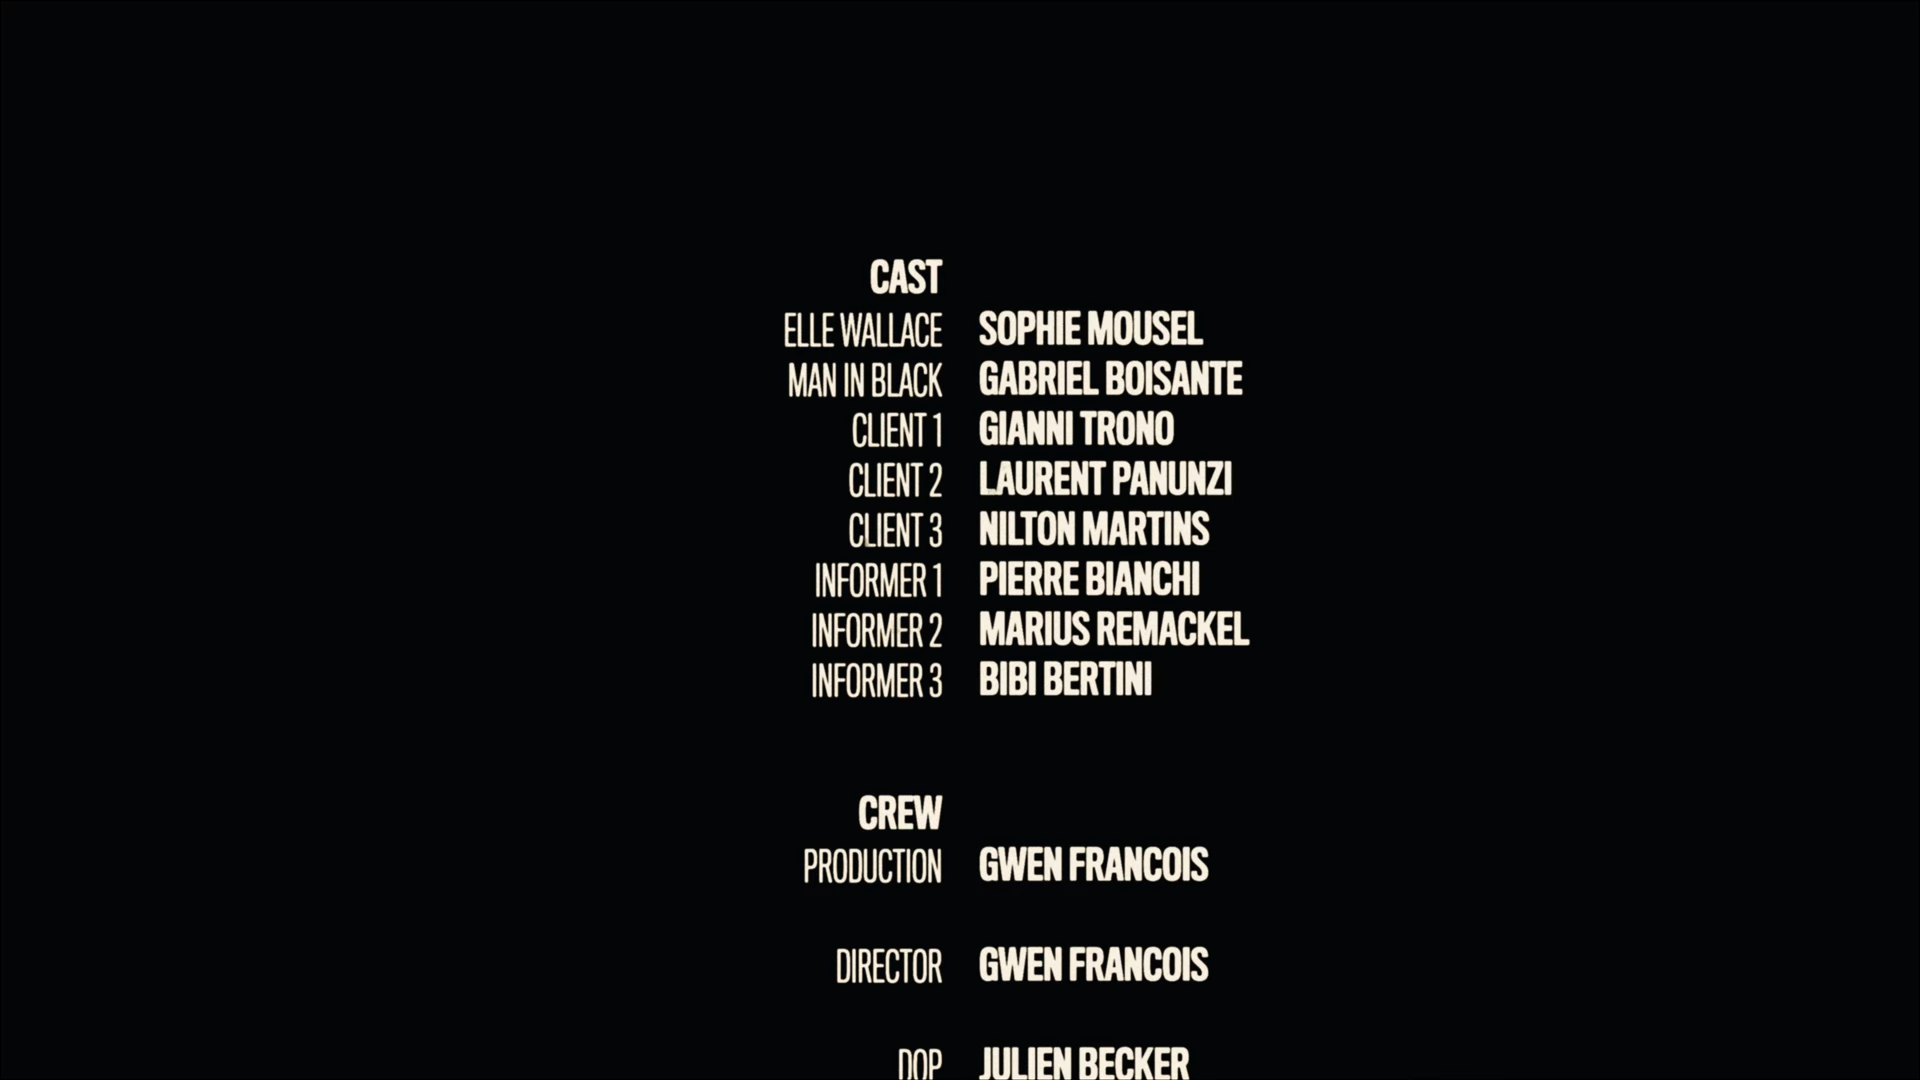 CAST
ELLE WALLACE SOPHIE MOUSEL
MAN IN BLACK GABRIEL BOISANTE
CLIENT 1 GIANNI TRONO
CLIENT 2 LAURENT PANUNZI
CLIENT 3 NILTON MARTINS
INFORMER 1 PIERRE BIANCHI
INFORMER 2 MARIUS REMACKEL
INFORMER 3 BIBI BERTINI
CREW
PRODUCTION GWEN FRANCOIS
DIRECTOR GWEN FRANCOIS
DOP JULIEN BECKER